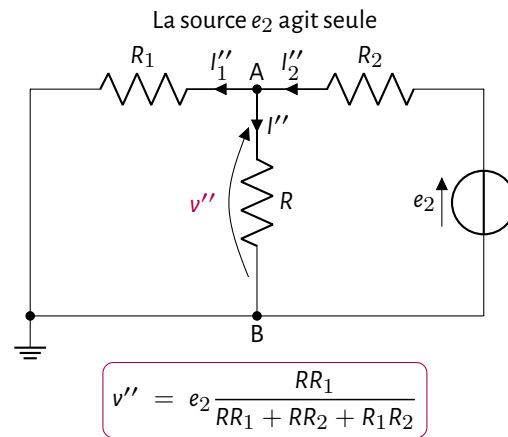 La source e₂ agit seule
R₁ I₁′′ A I₂′′ R₂
I′′
v′′ R e₂
B
v′′ = e₂ RR₁ / (RR₁ + RR₂ + R₁R₂)